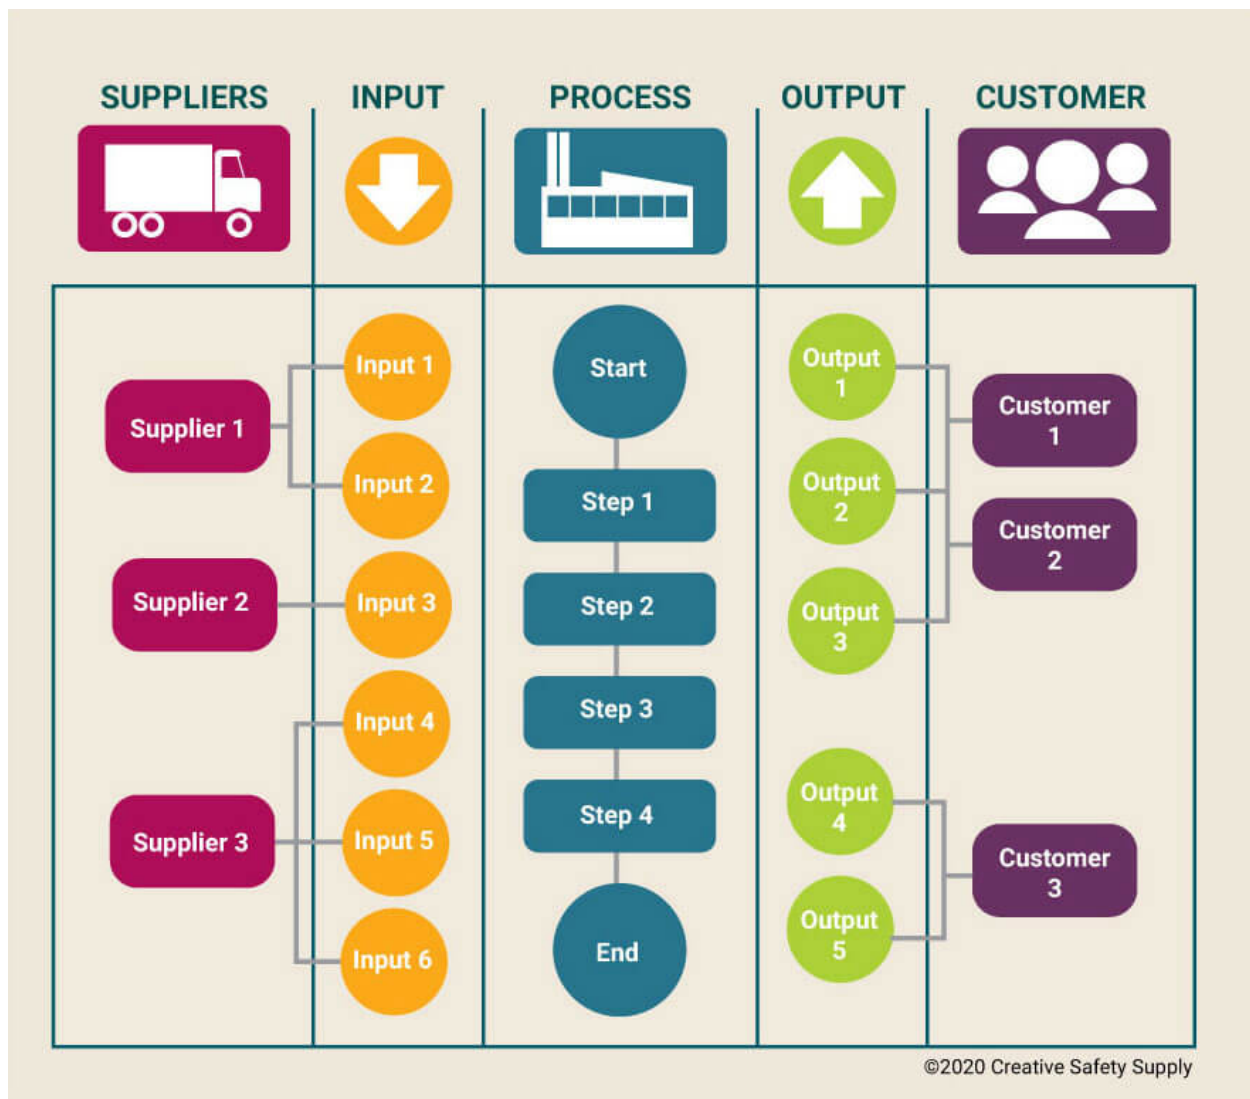 SUPPLIERS
INPUT
PROCESS
OUTPUT
CUSTOMER
Supplier 1
Supplier 2
Supplier 3
Input 1
Input 2
Input 3
Input 4
Input 5
Input 6
Start
Step 1
Step 2
Step 3
Step 4
End
Output
1
Output
2
Output
3
Output
4
Output
5
Customer
1
Customer
2
Customer
3
©2020 Creative Safety Supply